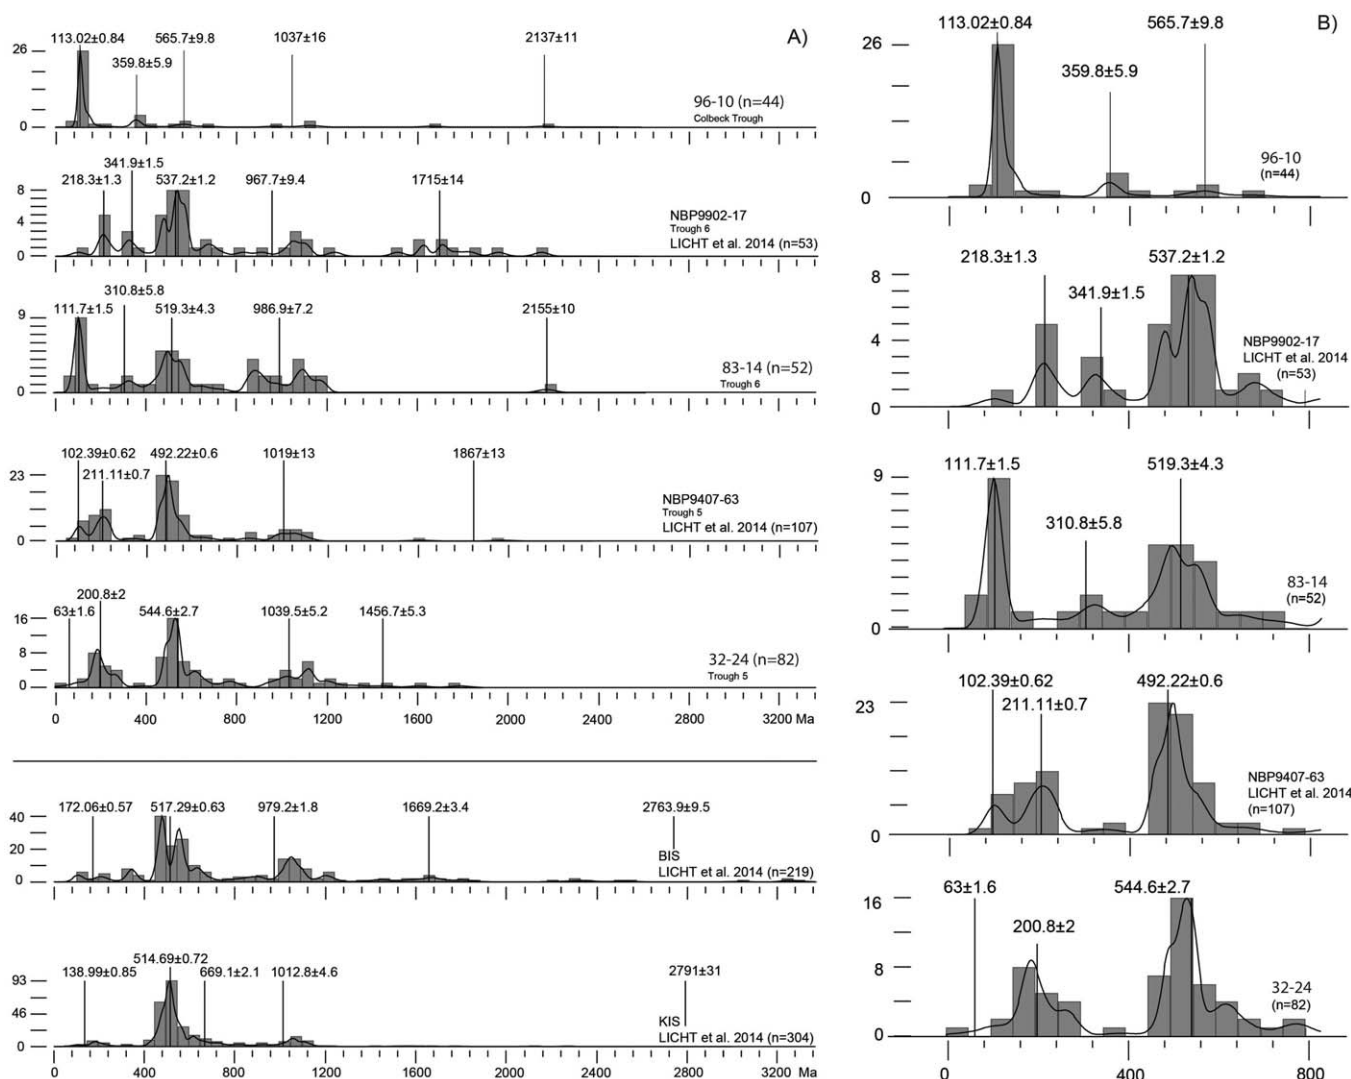 A)
113.02±0.84 565.7±9.8 1037±16 2137±11
359.8±5.9
26
0
96-10 (n=44)
Colbeck Trough
341.9±1.5
218.3±1.3 537.2±1.2 967.7±9.4 1715±14
8
4
0
NBP9902-17
Trough 6
LICHT et al. 2014 (n=53)
310.8±5.8
111.7±1.5 519.3±4.3 986.9±7.2 2155±10
9
0
83-14 (n=52)
Trough 6
102.39±0.62 492.22±0.6 1019±13 1867±13
211.11±0.7
23
0
NBP9407-63
Trough 5
LICHT et al. 2014 (n=107)
200.8±2
63±1.6 544.6±2.7 1039.5±5.2 1456.7±5.3
16
8
0
32-24 (n=82)
Trough 5
0 400 800 1200 1600 2000 2400 2800 3200 Ma
172.06±0.57 517.29±0.63 979.2±1.8 1669.2±3.4 2763.9±9.5
40
20
0
BIS
LICHT et al. 2014 (n=219)
514.69±0.72
138.99±0.85 669.1±2.1 1012.8±4.6 2791±31
93
46
0
KIS
LICHT et al. 2014 (n=304)
0 400 800 1200 1600 2000 2400 2800 3200 Ma
B)
113.02±0.84 565.7±9.8
359.8±5.9
26
0
96-10
(n=44)
218.3±1.3 537.2±1.2
341.9±1.5
8
4
0
NBP9902-17
LICHT et al. 2014
(n=53)
111.7±1.5 519.3±4.3
310.8±5.8
9
0
83-14
(n=52)
102.39±0.62 492.22±0.6
211.11±0.7
23
0
NBP9407-63
LICHT et al. 2014
(n=107)
63±1.6 544.6±2.7
200.8±2
16
8
0
32-24
(n=82)
0 400 800